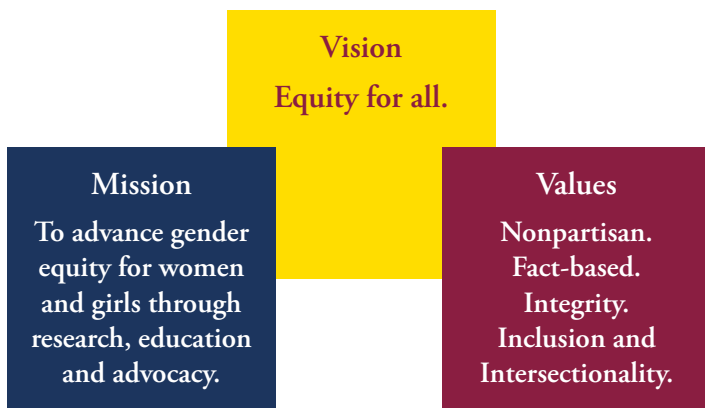 Vision
Equity for all.
Mission
To advance gender
equity for women
and girls through
research, education
and advocacy.
Values
Nonpartisan.
Fact-based.
Integrity.
Inclusion and
Intersectionality.